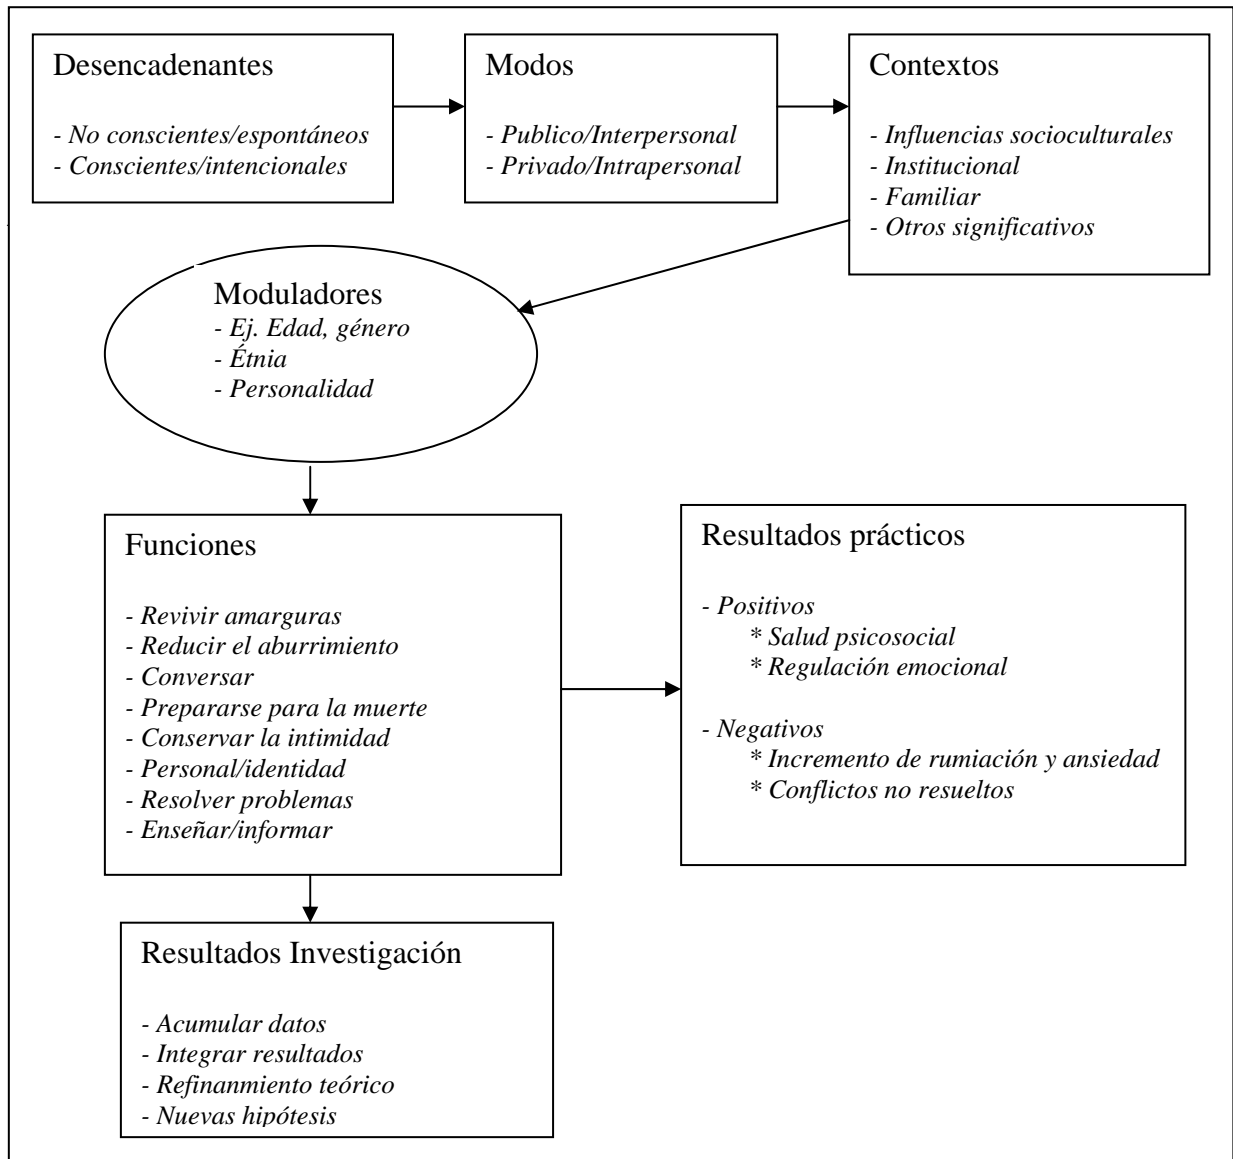 Desencadenantes
- No conscientes/espontáneos
- Conscientes/intencionales
Modos
- Publico/Interpersonal
- Privado/Intrapersonal
Contextos
- Influencias socioculturales
- Institucional
- Familiar
- Otros significativos
Moduladores
- Ej. Edad, género
- Étnia
- Personalidad
Funciones
- Revivir amarguras
- Reducir el aburrimiento
- Conversar
- Prepararse para la muerte
- Conservar la intimidad
- Personal/identidad
- Resolver problemas
- Enseñar/informar
Resultados prácticos
- Positivos
* Salud psicosocial
* Regulación emocional
- Negativos
* Incremento de rumiación y ansiedad
* Conflictos no resueltos
Resultados Investigación
- Acumular datos
- Integrar resultados
- Refinanmiento teórico
- Nuevas hipótesis